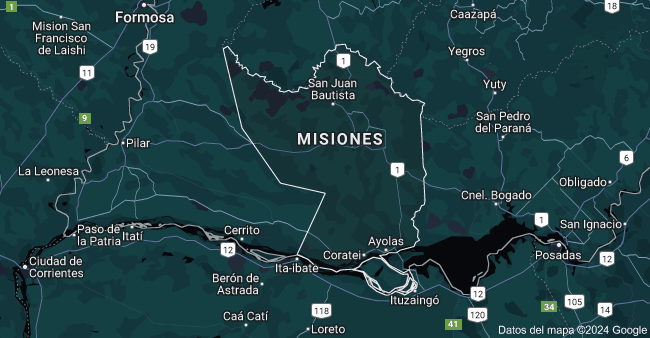 1
Formosa
Mision San
Francisco
de Laishi
19
11
9
Pilar
La Leonesa
Paso de
la Patria
Itatí
Ciudad de
Corrientes
12
Cerrito
Berón de
Astrada
Caá Catí
Ita-ibate
118
Loreto
1
San Juan
Bautista
MISIONES
1
Coratei
Ayolas
Ituzaingó
Caazapá
18
Yegros
Yuty
San Pedro
del Paraná
Cnel. Bogado
6
Obligado
1
San Ignacio
Posadas
12
12
34
105
14
120
41
Datos del mapa ©2024 Google